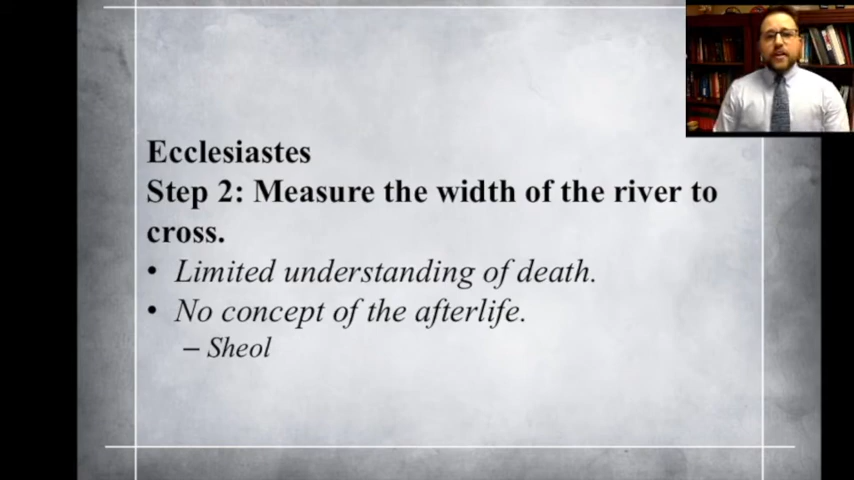 Ecclesiastes
Step 2: Measure the width of the river to
cross.
• Limited understanding of death.
• No concept of the afterlife.
– Sheol